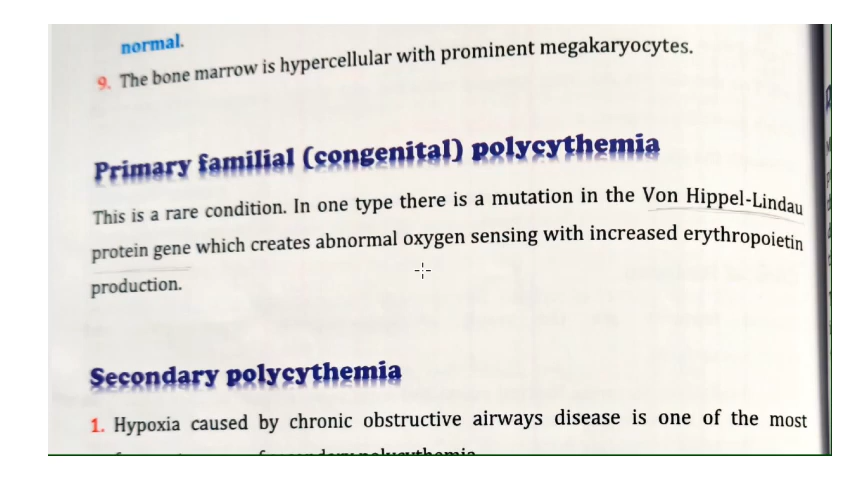 normal.
9. The bone marrow is hypercellular with prominent megakaryocytes.
Primary familial (congenital) polycythemia
This is a rare condition. In one type there is a mutation in the Von Hippel-Lindau
protein gene which creates abnormal oxygen sensing with increased erythropoietin
production.
Secondary polycythemia
1. Hypoxia caused by chronic obstructive airways disease is one of the most